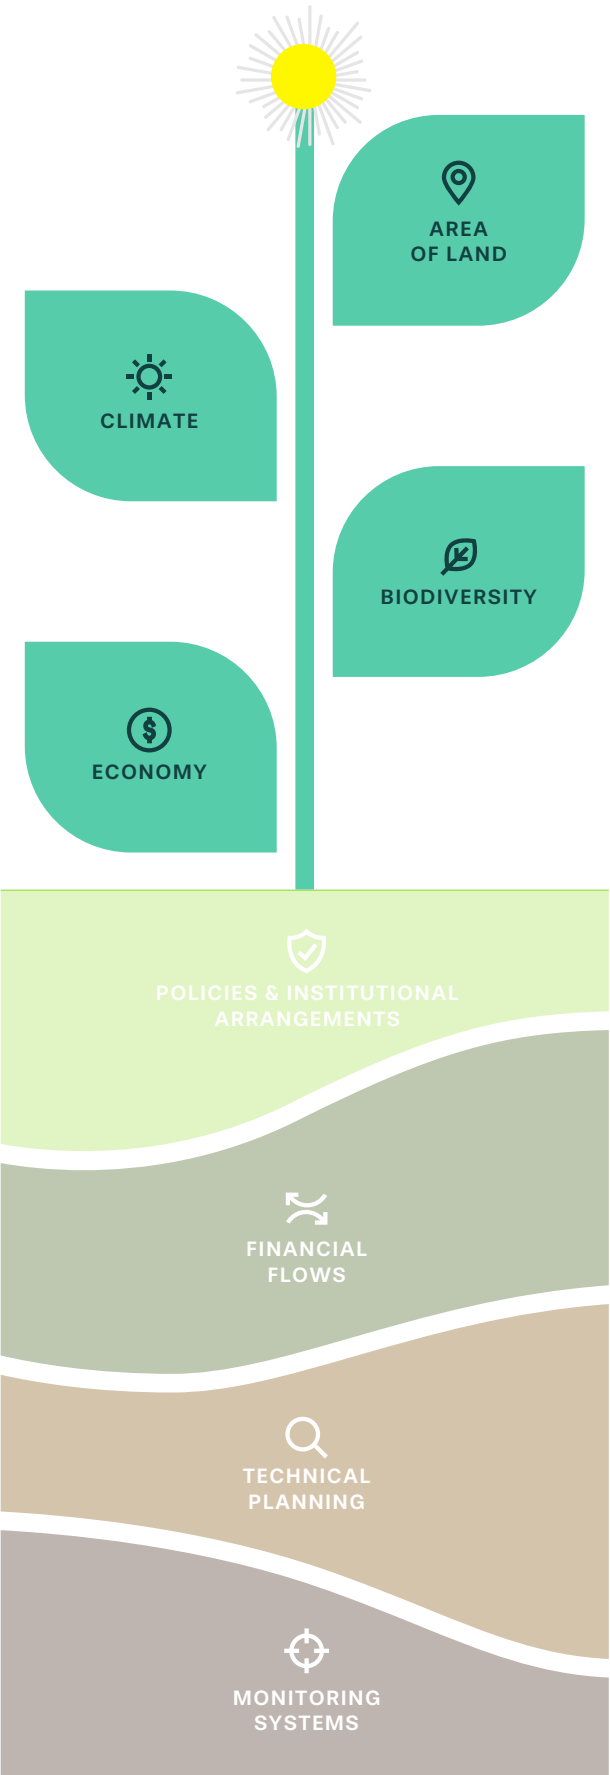 AREA
OF LAND
CLIMATE
BIODIVERSITY
ECONOMY
POLICIES & INSTITUTIONAL
ARRANGEMENTS
FINANCIAL
FLOWS
TECHNICAL
PLANNING
MONITORING
SYSTEMS